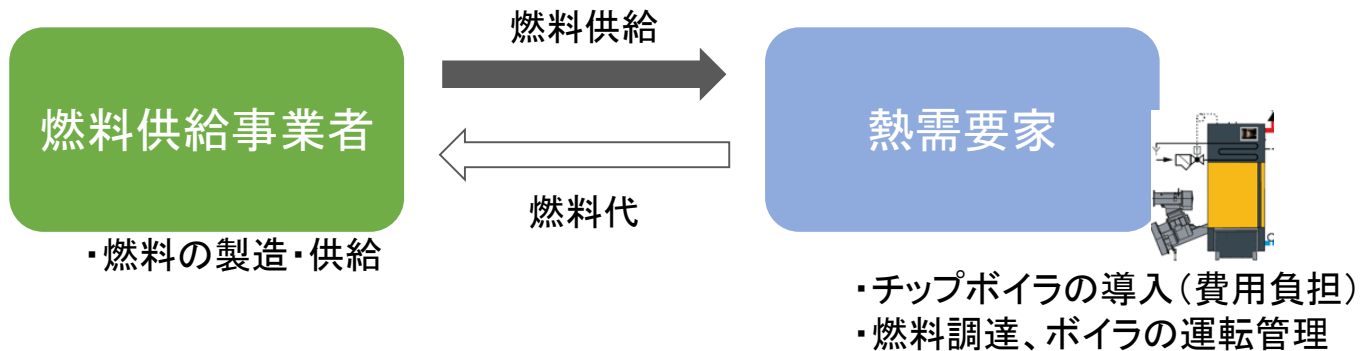 燃料供給
燃料供給事業者
熱需要家
燃料代
・燃料の製造・供給
・チップボイラの導入（費用負担）
・燃料調達、ボイラの運転管理